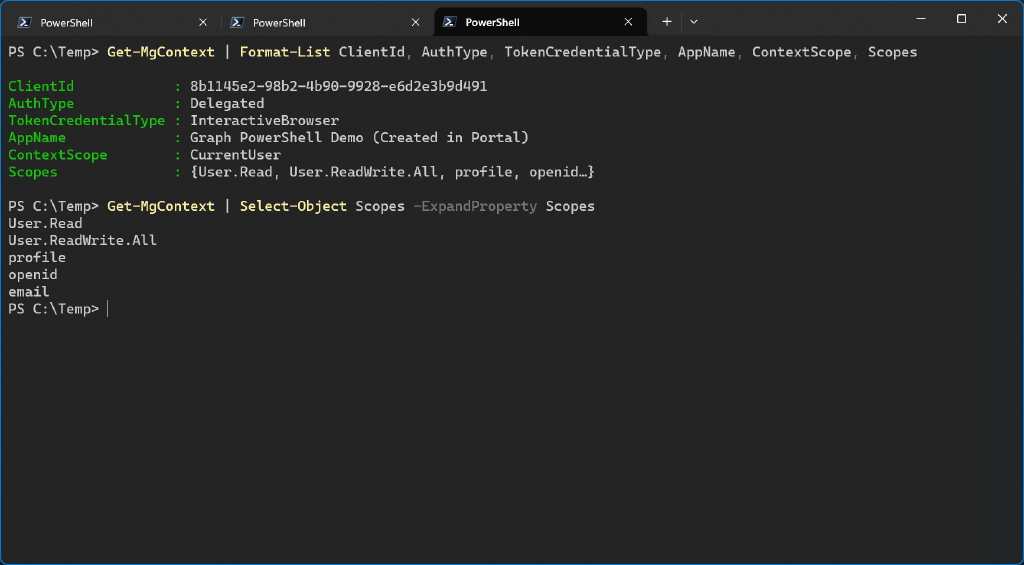 PowerShell
PowerShell
PowerShell
PS C:\Temp> Get-MgContext | Format-List ClientId, AuthType, TokenCredentialType, AppName, ContextScope, Scopes
ClientId : 8b1145e2-98b2-4b90-9928-e6d2e3b9d491
AuthType : Delegated
TokenCredentialType : InteractiveBrowser
AppName : Graph PowerShell Demo (Created in Portal)
ContextScope : CurrentUser
Scopes : {User.Read, User.ReadWrite.All, profile, openid…}
PS C:\Temp> Get-MgContext | Select-Object Scopes -ExpandProperty Scopes
User.Read
User.ReadWrite.All
profile
openid
email
PS C:\Temp>